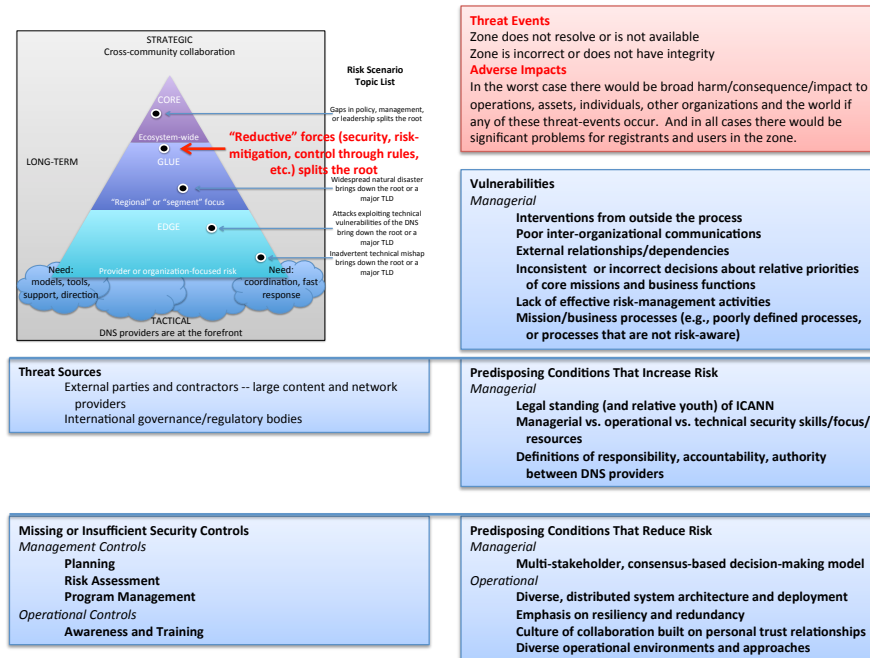 STRATEGIC
Cross-community collaboration
Risk Scenario
Topic List
CORE
Gaps in policy, management,
or leadership splits the root
Ecosystem-wide
"Reductive" forces (security, risk-
mitigation, control through rules,
etc.) splits the root
LONG-TERM
GLUE
Widespread natural disaster
brings down the root or a
major TLD
"Regional" or "segment" focus
Attacks exploiting technical
vulnerabilities of the DNS
bring down the root or a
major TLD
EDGE
Inadvertent technical mishap
brings down the root or a
major TLD
Need:
models, tools,
support, direction
Provider or organization-focused risk
Need:
coordination, fast
response
TACTICAL
DNS providers are at the forefront
Threat Events
Zone does not resolve or is not available
Zone is incorrect or does not have integrity
Adverse Impacts
In the worst case there would be broad harm/consequence/impact to
operations, assets, individuals, other organizations and the world if
any of these threat-events occur.  And in all cases there would be
significant problems for registrants and users in the zone.
Vulnerabilities
Managerial
Interventions from outside the process
Poor inter-organizational communications
External relationships/dependencies
Inconsistent  or incorrect decisions about relative priorities
of core missions and business functions
Lack of effective risk-management activities
Mission/business processes (e.g., poorly defined processes,
or processes that are not risk-aware)
Threat Sources
External parties and contractors -- large content and network
providers
International governance/regulatory bodies
Predisposing Conditions That Increase Risk
Managerial
Legal standing (and relative youth) of ICANN
Managerial vs. operational vs. technical security skills/focus/
resources
Definitions of responsibility, accountability, authority
between DNS providers
Missing or Insufficient Security Controls
Management Controls
Planning
Risk Assessment
Program Management
Operational Controls
Awareness and Training
Predisposing Conditions That Reduce Risk
Managerial
Multi-stakeholder, consensus-based decision-making model
Operational
Diverse, distributed system architecture and deployment
Emphasis on resiliency and redundancy
Culture of collaboration built on personal trust relationships
Diverse operational environments and approaches